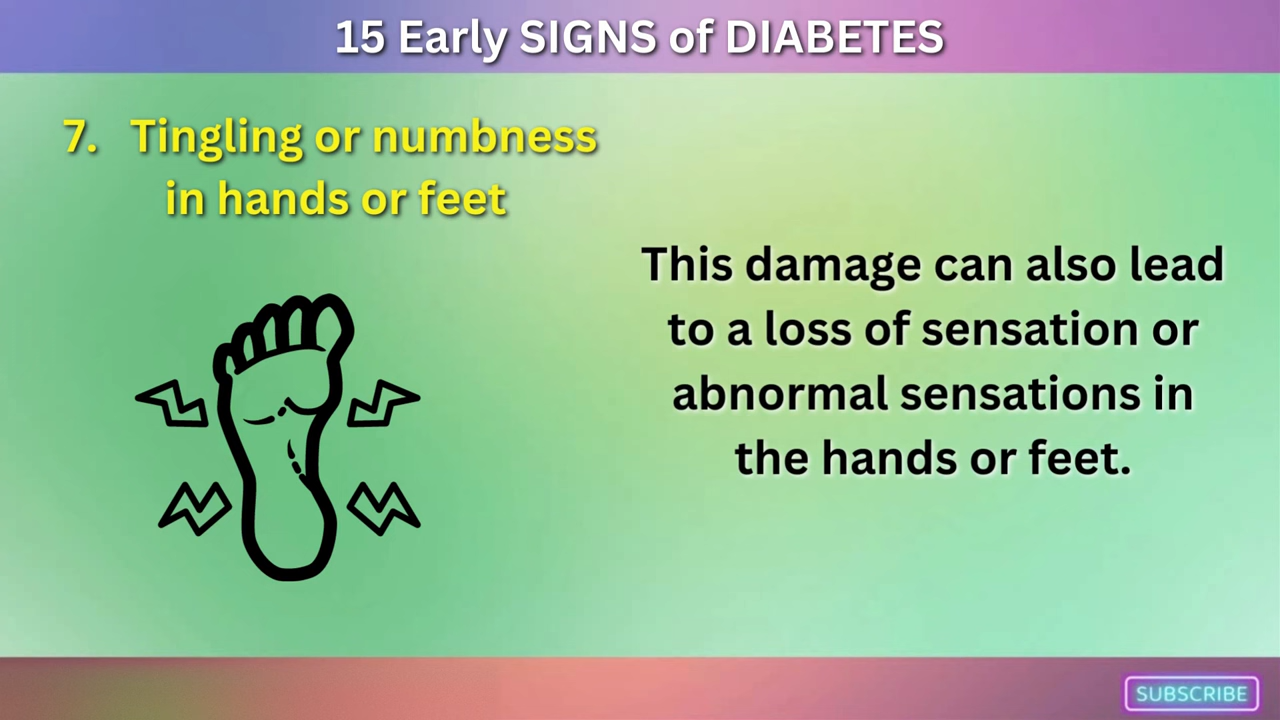 15 Early SIGNS of DIABETES
7. Tingling or numbness
in hands or feet
This damage can also lead
to a loss of sensation or
abnormal sensations in
the hands or feet.
SUBSCRIBE